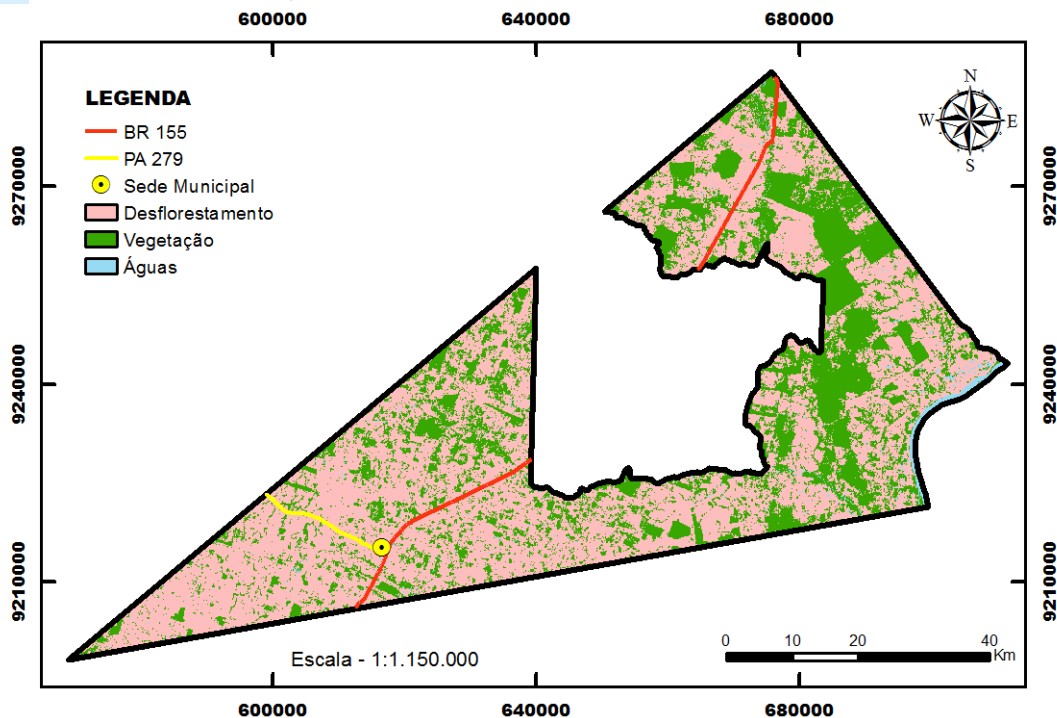 600000 640000 680000
N
W E
S
LEGENDA
BR 155
PA 279
Sede Municipal
Desflorestamento
Vegetação
Águas
9270000 9270000
9240000 9240000
9210000 9210000
Escala - 1:1.150.000
0 10 20 40
Km
600000 640000 680000